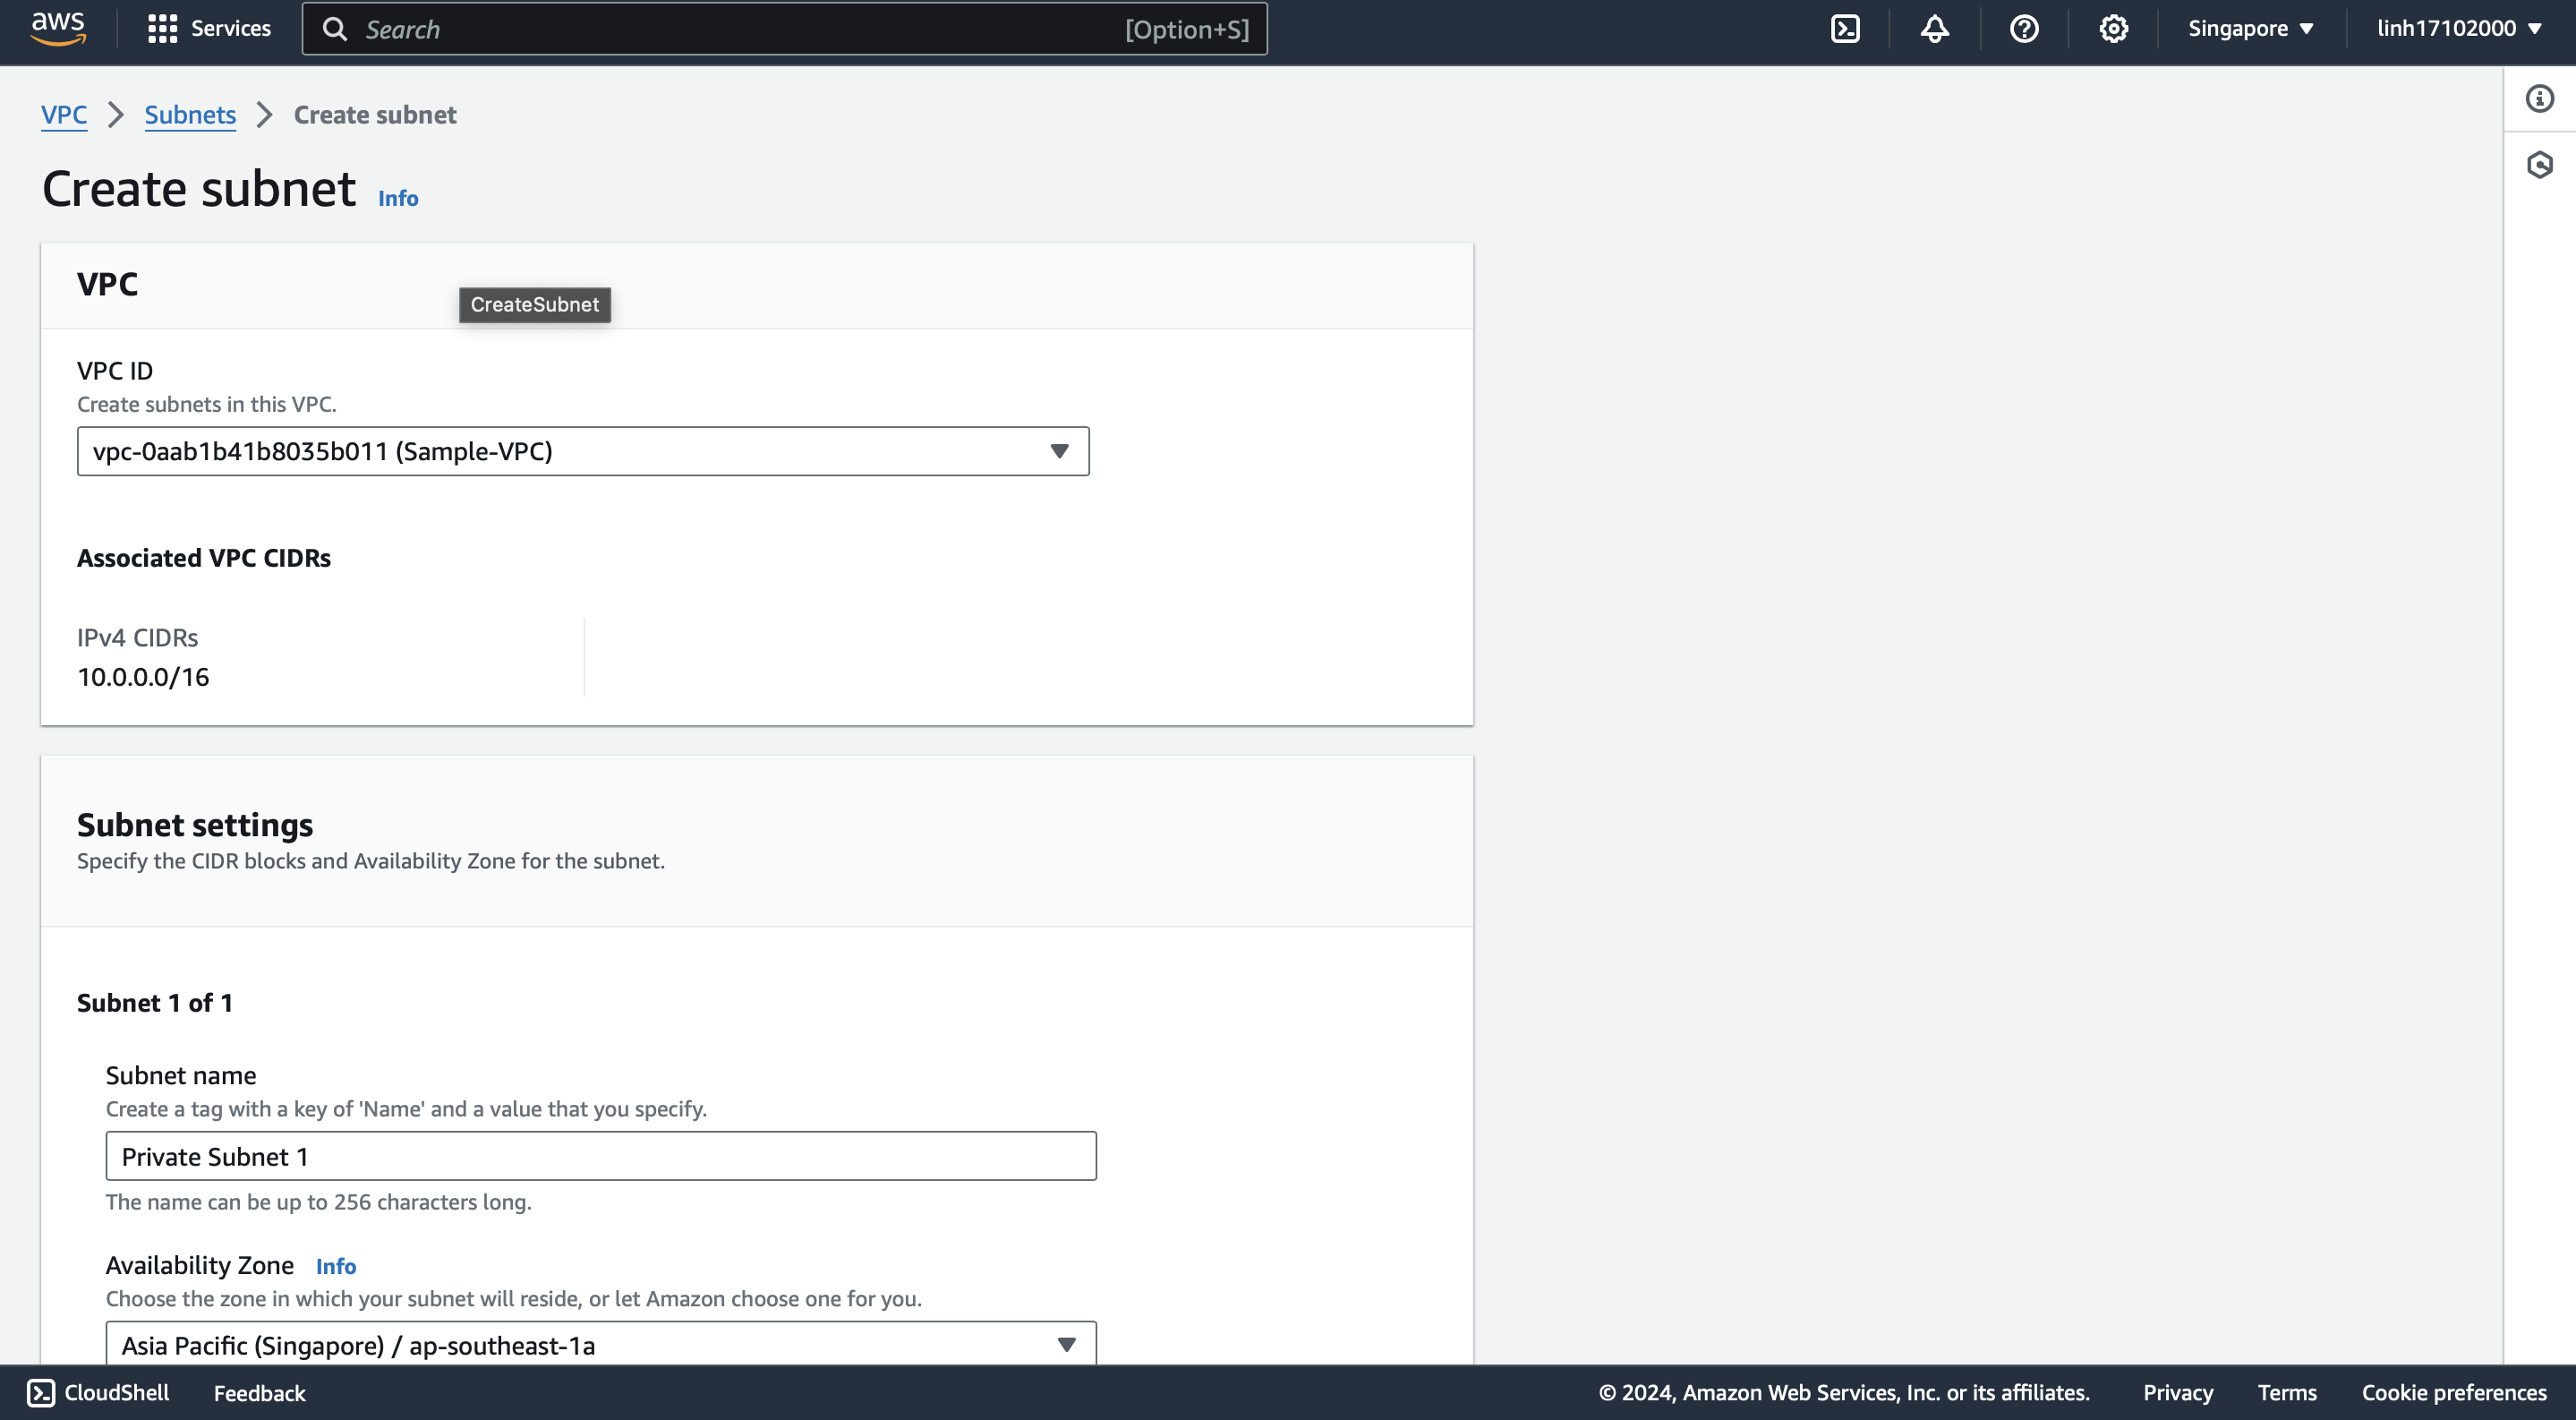 aws Services Search [Option+S] Singapore linh17102000
VPC Subnets Create subnet
Create subnet Info
VPC
CreateSubnet
VPC ID
Create subnets in this VPC.
vpc-0aab1b41b8035b011 (Sample-VPC)
Associated VPC CIDRs
IPv4 CIDRs
10.0.0.0/16
Subnet settings
Specify the CIDR blocks and Availability Zone for the subnet.
Subnet 1 of 1
Subnet name
Create a tag with a key of 'Name' and a value that you specify.
Private Subnet 1
The name can be up to 256 characters long.
Availability Zone Info
Choose the zone in which your subnet will reside, or let Amazon choose one for you.
Asia Pacific (Singapore) / ap-southeast-1a
CloudShell Feedback © 2024, Amazon Web Services, Inc. or its affiliates. Privacy Terms Cookie preferences